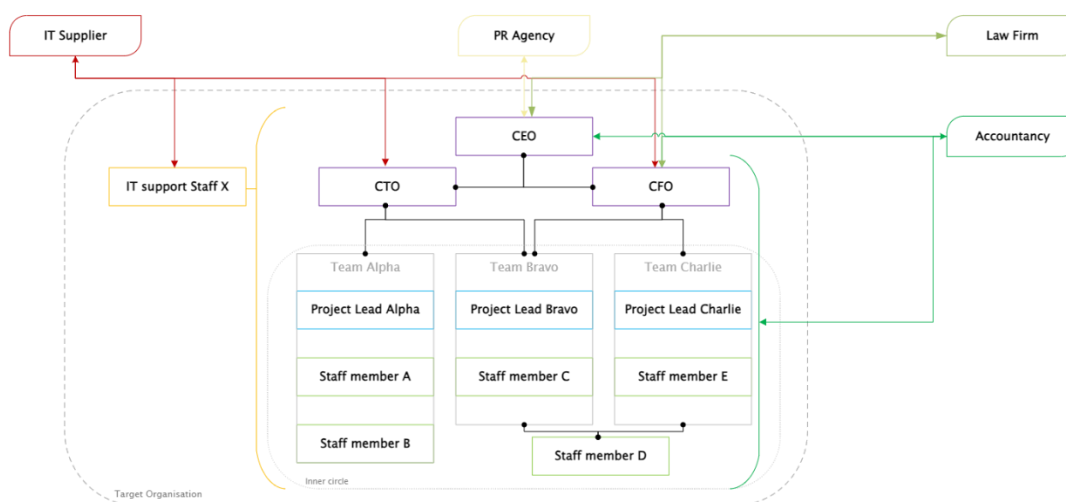 IT Supplier
PR Agency
Law Firm
CEO
Accountancy
IT support Staff X
CTO
CFO
Team Alpha
Team Bravo
Team Charlie
Project Lead Alpha
Project Lead Bravo
Project Lead Charlie
Staff member A
Staff member C
Staff member E
Staff member B
Staff member D
Inner circle
Target Organisation